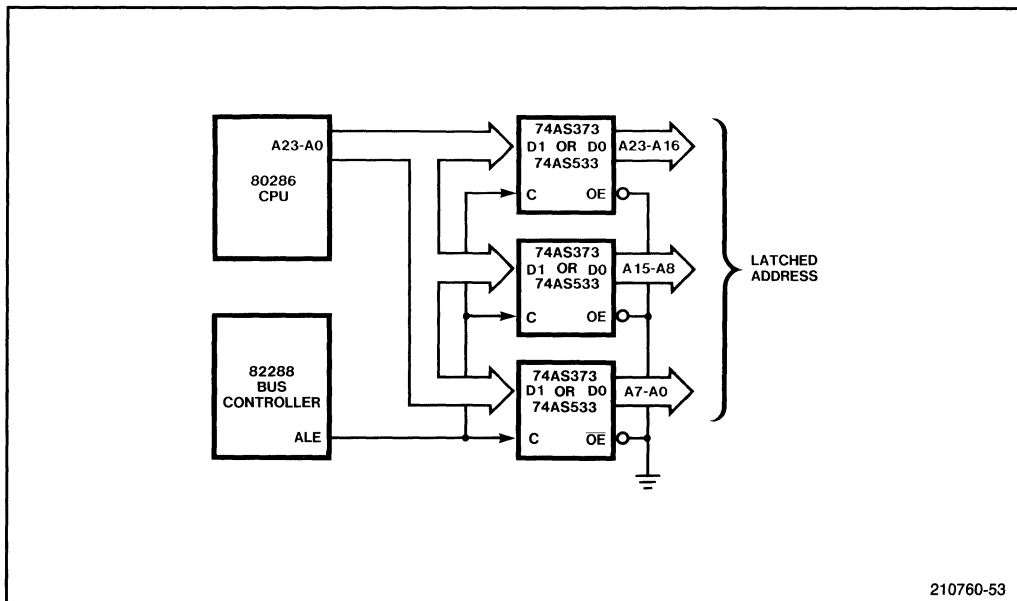 A23-A0
80286
CPU
82288
BUS
CONTROLLER
ALE
74AS373
D1 OR D0
74AS533
C OE
A23-A16
74AS373
D1 OR D0
74AS533
C OE
A15-A8
74AS373
D1 OR D0
74AS533
C OE
A7-A0
LATCHED
ADDRESS
210760-53